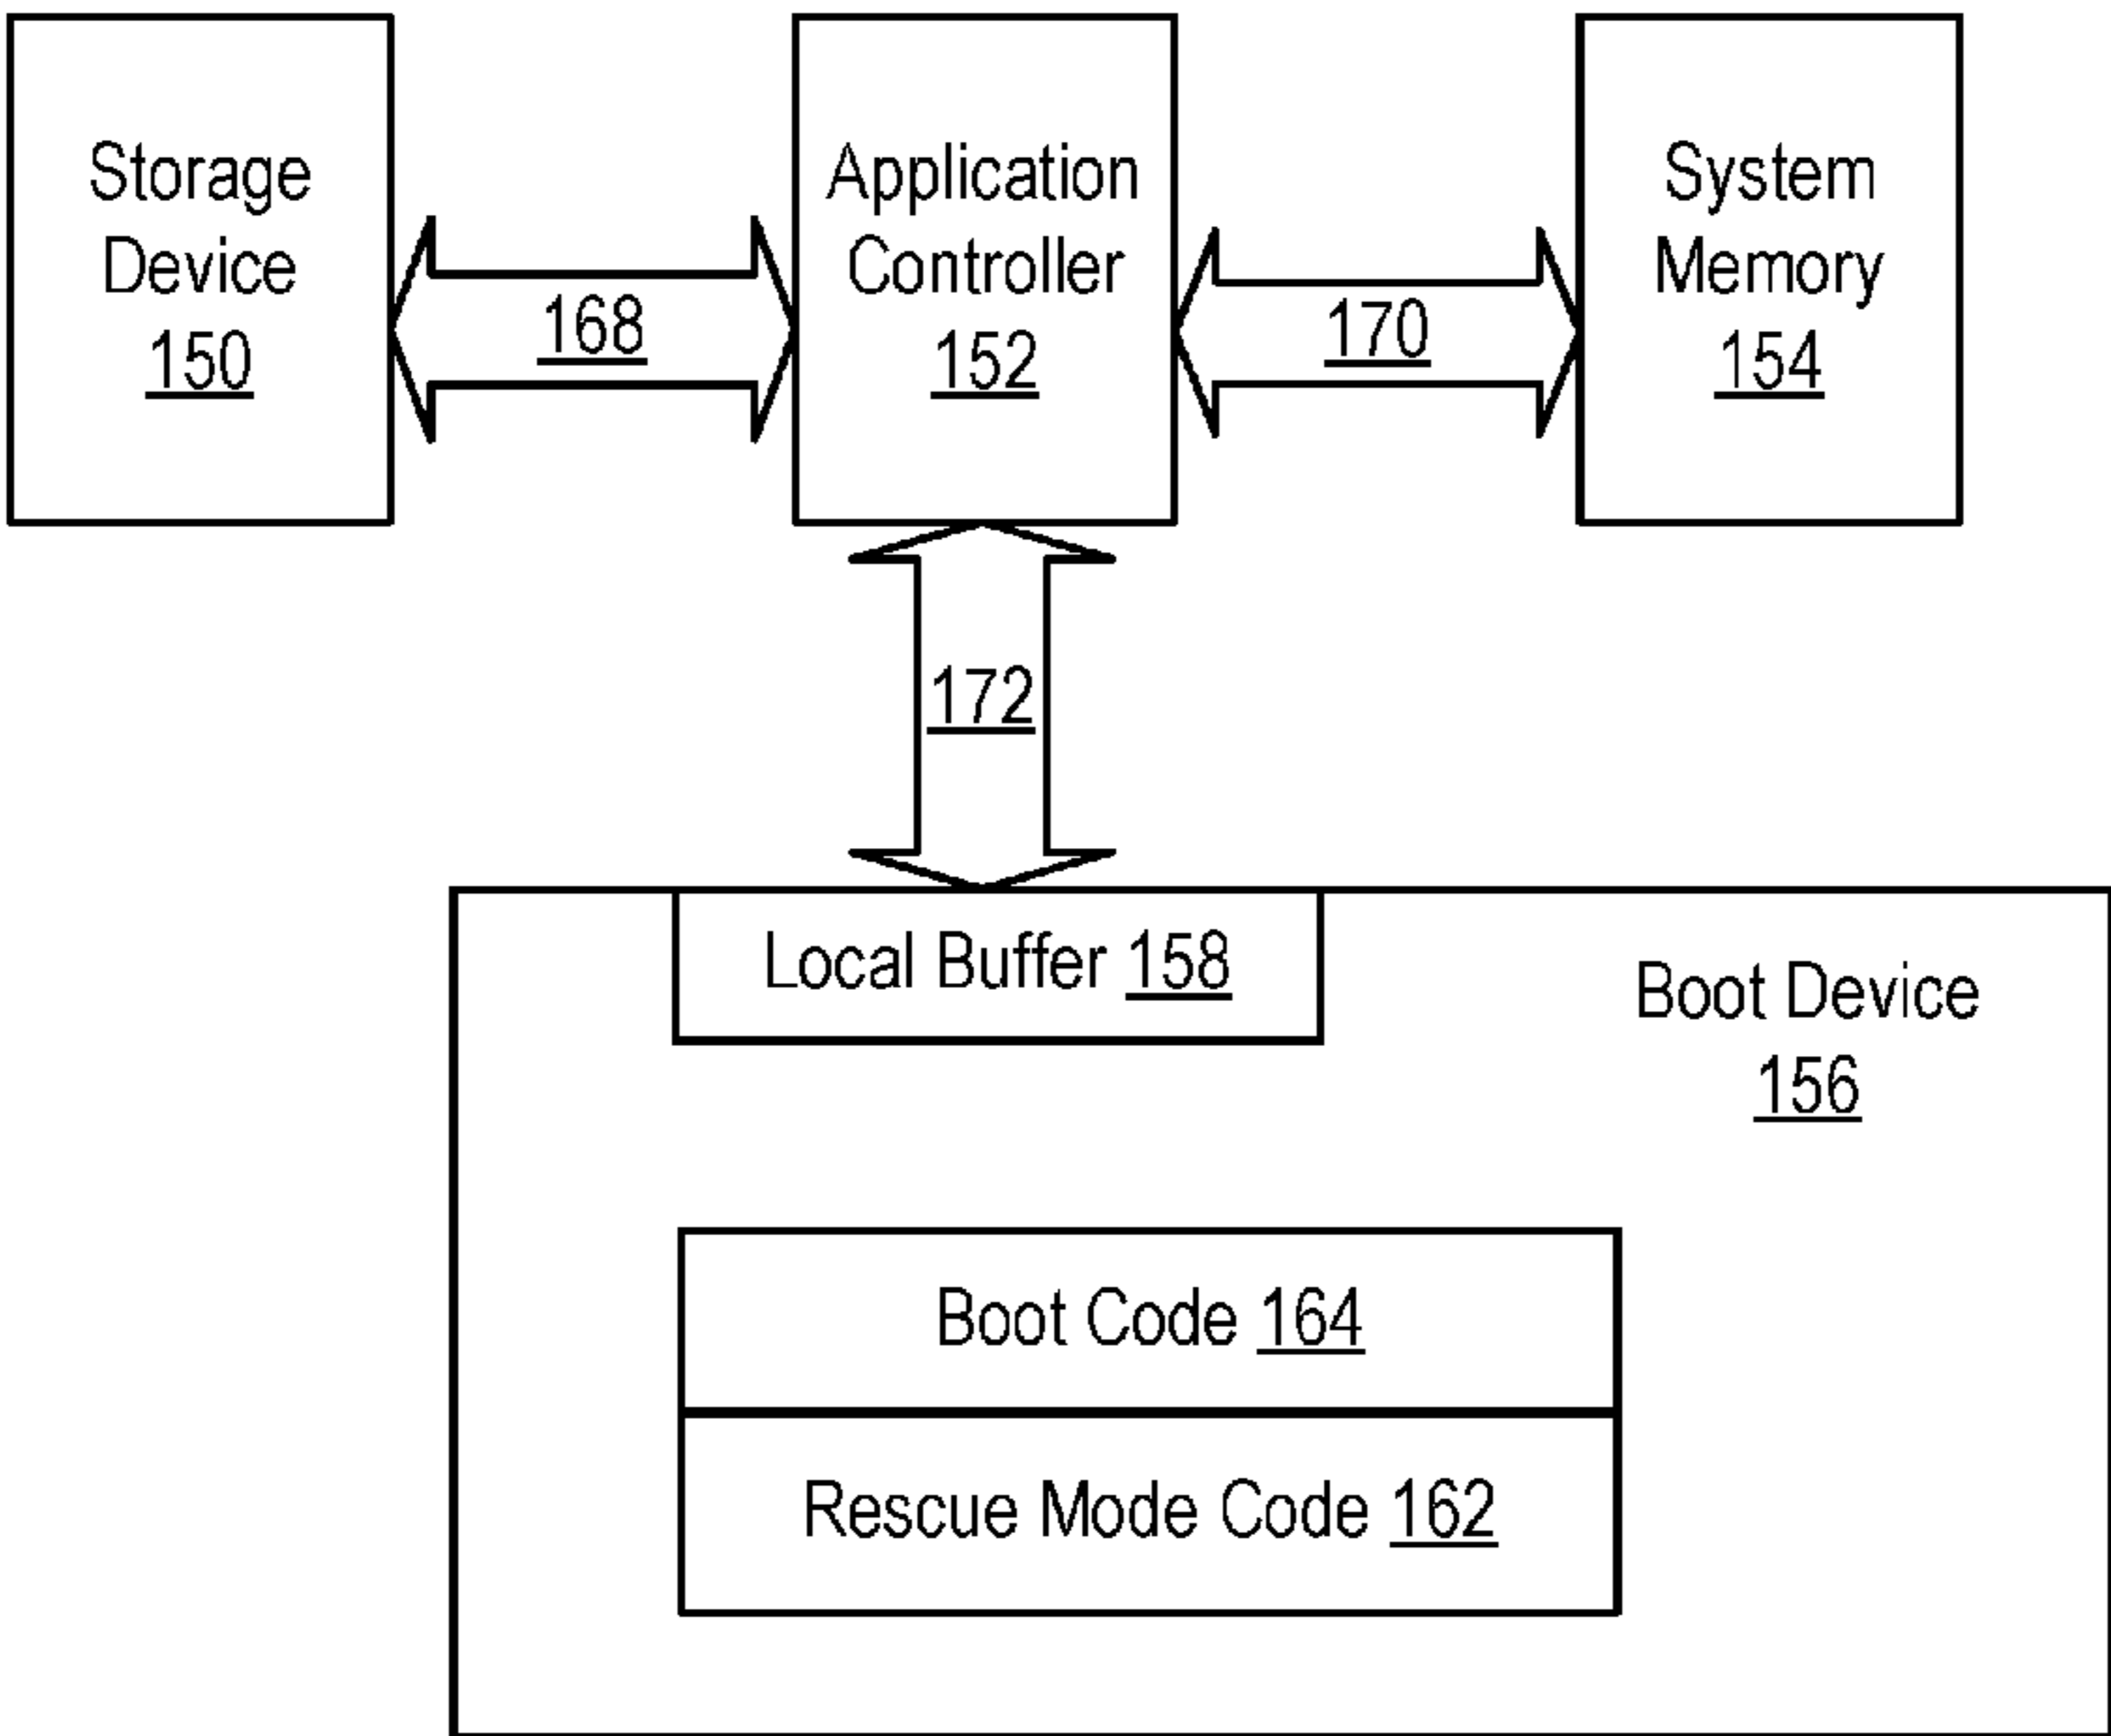 Storage
Device
150
168
Application
Controller
152
170
System
Memory
154
172
Local Buffer 158
Boot Device
156
Boot Code 164
Rescue Mode Code 162